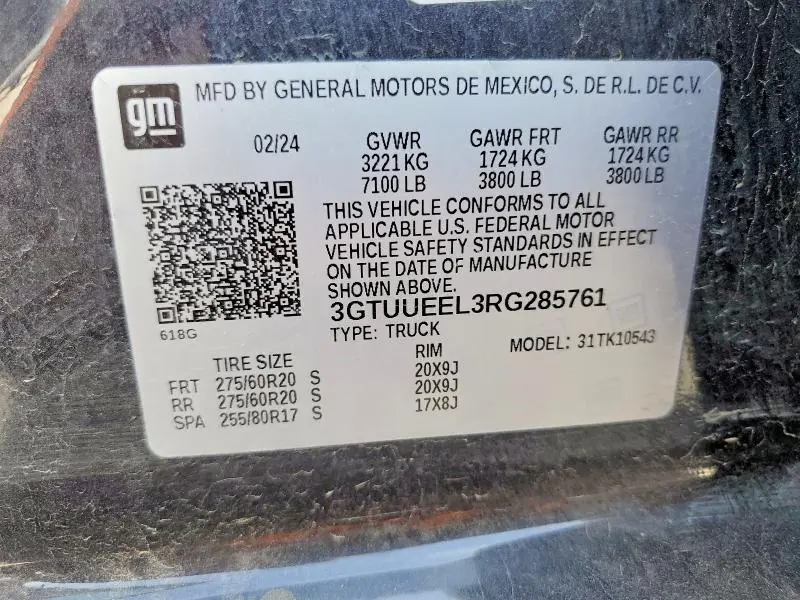 gm
MFD BY GENERAL MOTORS DE MEXICO, S. DE R.L. DE C.V.
02/24 GVWR GAWR FRT GAWR RR
3221 KG 1724 KG 1724 KG
7100 LB 3800 LB 3800 LB
THIS VEHICLE CONFORMS TO ALL
APPLICABLE U.S. FEDERAL MOTOR
VEHICLE SAFETY STANDARDS IN EFFECT
ON THE DATE OF MANUFACTURE
SHOWN ABOVE.
3GTUUEEL3RG285761
618G
TYPE: TRUCK MODEL: 31TK10543
TIRE SIZE RIM
FRT 275/60R20 S 20X9J
RR 275/60R20 S 20X9J
SPA 255/80R17 S 17X8J